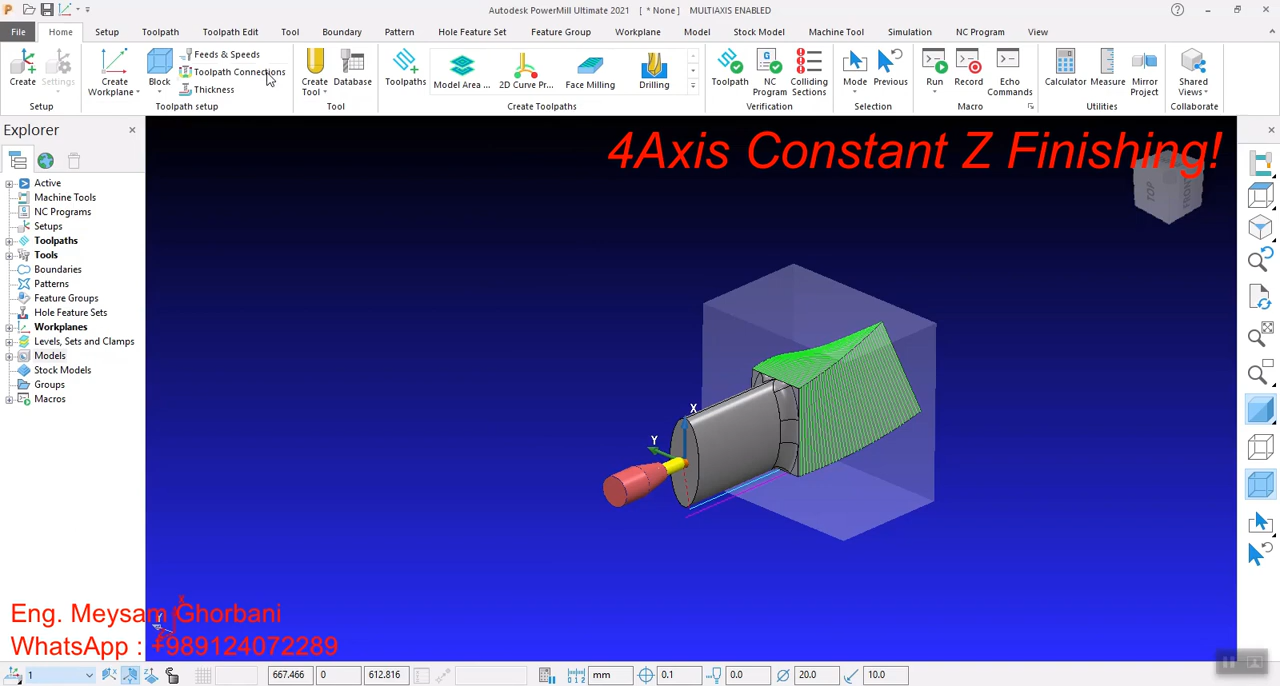 Autodesk PowerMill Ultimate 2021 [ * None ] MULTIAXIS ENABLED
File Home Setup Toolpath Toolpath Edit Tool Boundary Pattern Hole Feature Set Feature Group Workplane Model Stock Model Machine Tool Simulation NC Program View
Feeds & Speeds
Toolpath Connections
Thickness
Create Settings Create Workplane Block Create Tool Database Toolpaths Model Area ... 2D Curve Pr... Face Milling Drilling Toolpath NC Program Colliding Sections Mode Previous Run Record Echo Commands Calculator Measure Mirror Project Shared Views
Setup Toolpath setup Tool Create Toolpaths Verification Selection Macro Utilities Collaborate
Explorer
4Axis Constant Z Finishing!
TOP FRONT
Active
Machine Tools
NC Programs
Setups
Toolpaths
Tools
Boundaries
Patterns
Feature Groups
Hole Feature Sets
Workplanes
Levels, Sets and Clamps
Models
Stock Models
Groups
Macros
X
Y
Eng. Meysam Ghorbani
WhatsApp : +989124072289
X
Y
1 667.466 0 612.816 mm 0.1 0.0 20.0 10.0